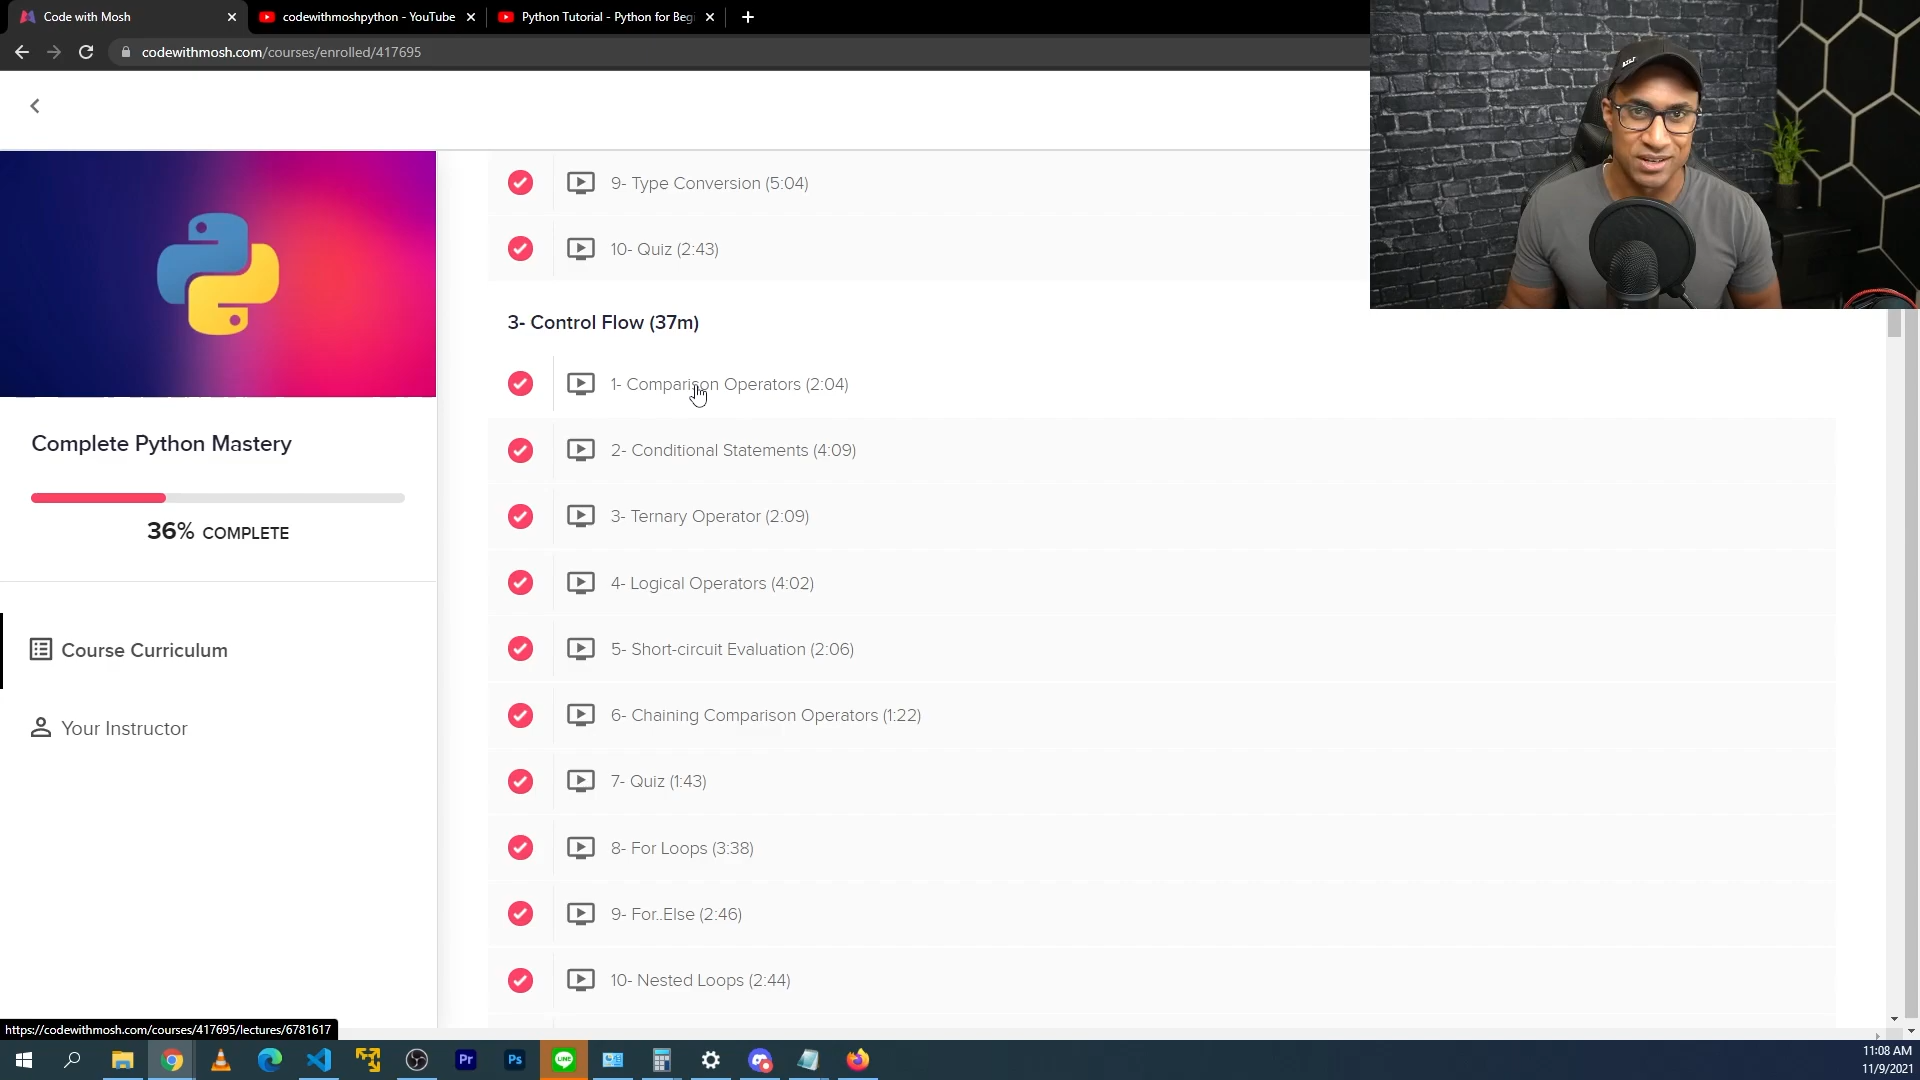 Code with Mosh
codewithmoshpython - YouTube
Python Tutorial - Python for Beg
codewithmosh.com/courses/enrolled/417695
9- Type Conversion (5:04)
10- Quiz (2:43)
3- Control Flow (37m)
1- Comparison Operators (2:04)
2- Conditional Statements (4:09)
3- Ternary Operator (2:09)
4- Logical Operators (4:02)
5- Short-circuit Evaluation (2:06)
6- Chaining Comparison Operators (1:22)
7- Quiz (1:43)
8- For Loops (3:38)
9- For..Else (2:46)
10- Nested Loops (2:44)
Complete Python Mastery
36% COMPLETE
Course Curriculum
Your Instructor
https://codewithmosh.com/courses/417695/lectures/6781617
Pr
Ps
LINE
11:08 AM
11/9/2021